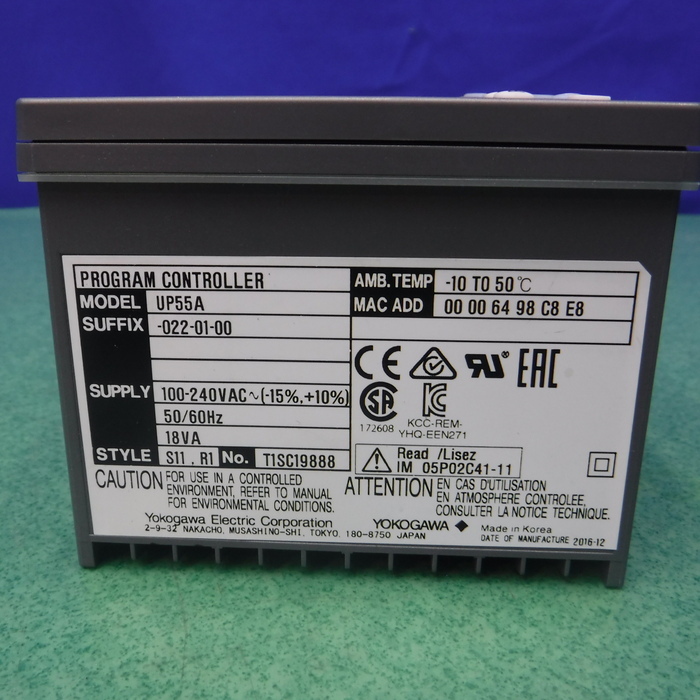 PROGRAM CONTROLLER
MODEL UP55A
SUFFIX -022-01-00
SUPPLY 100-240VAC~(-15%,+10%)
50/60Hz
18VA
STYLE S11 . R1 No. T1SC19888
AMB.TEMP -10 TO 50℃
MAC ADD 00 00 64 98 C8 E8
CE UR ® EAC
SA KC
172608 KCC-REM-
YHQ-EEN271
Read /Lisez
IM 05P02C41-11
CAUTION FOR USE IN A CONTROLLED
ENVIRONMENT, REFER TO MANUAL
FOR ENVIRONMENTAL CONDITIONS.
ATTENTION EN CAS D'UTILISATION
EN ATMOSPHERE CONTROLEE,
CONSULTER LA NOTICE TECHNIQUE.
Yokogawa Electric Corporation
2-9-32 NAKACHO, MUSASHINO-SHI, TOKYO, 180-8750 JAPAN
YOKOGAWA ◆
Made in Korea
DATE OF MANUFACTURE 2016-12